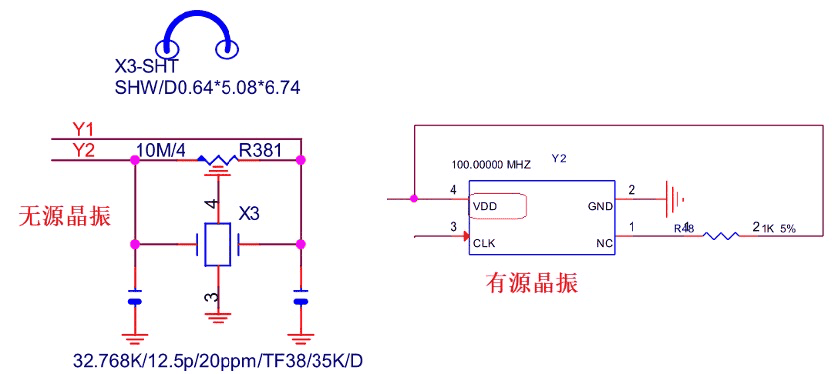 X3-SHT
SHW/D0.64*5.08*6.74
Y1
Y2
10M/4
R381
4
X3
无源晶振
3
32.768K/12.5p/20ppm/TF38/35K/D
100.00000 MHZ
Y2
4
VDD
GND
2
3
CLK
NC
1
R48
1
2
1K 5%
有源晶振